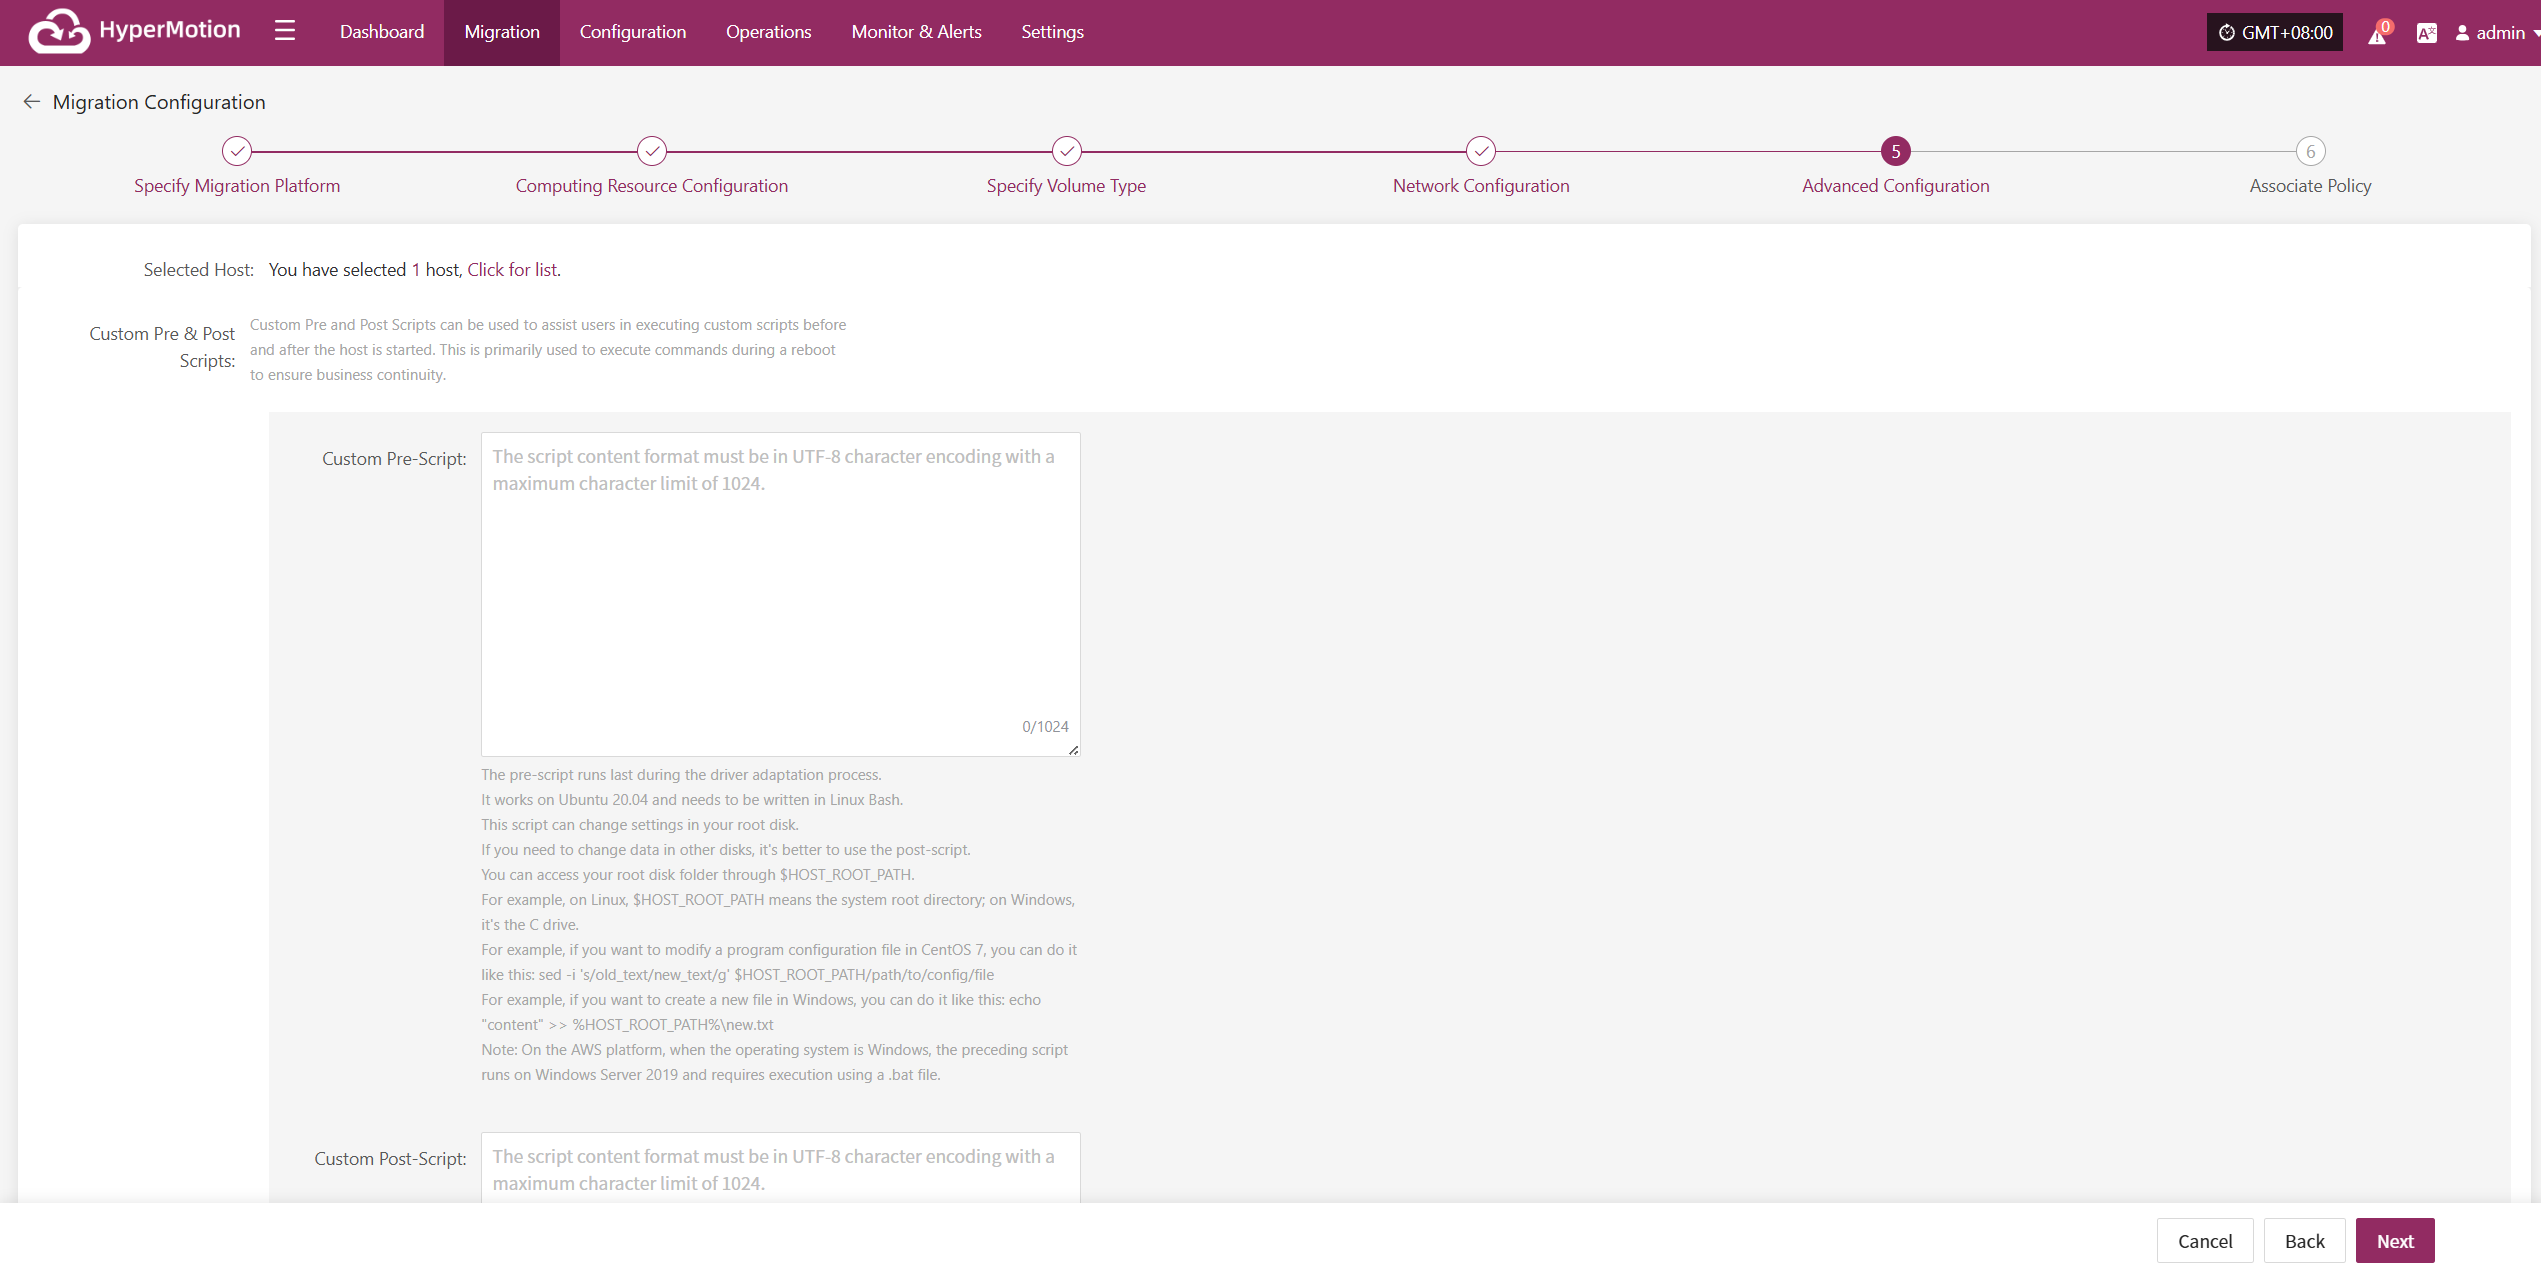 HyperMotion
Dashboard
Migration
Configuration
Operations
Monitor & Alerts
Settings
GMT+08:00
0
admin
Migration Configuration
5
6
Specify Migration Platform
Computing Resource Configuration
Specify Volume Type
Network Configuration
Advanced Configuration
Associate Policy
Selected Host: You have selected 1 host, Click for list.
Custom Pre & Post
Scripts:
Custom Pre and Post Scripts can be used to assist users in executing custom scripts before
and after the host is started. This is primarily used to execute commands during a reboot
to ensure business continuity.
Custom Pre-Script:
The script content format must be in UTF-8 character encoding with a
maximum character limit of 1024.
0/1024
The pre-script runs last during the driver adaptation process.
It works on Ubuntu 20.04 and needs to be written in Linux Bash.
This script can change settings in your root disk.
If you need to change data in other disks, it's better to use the post-script.
You can access your root disk folder through $HOST_ROOT_PATH.
For example, on Linux, $HOST_ROOT_PATH means the system root directory; on Windows,
it's the C drive.
For example, if you want to modify a program configuration file in CentOS 7, you can do it
like this: sed -i 's/old_text/new_text/g' $HOST_ROOT_PATH/path/to/config/file
For example, if you want to create a new file in Windows, you can do it like this: echo
"content" >> %HOST_ROOT_PATH%\new.txt
Note: On the AWS platform, when the operating system is Windows, the preceding script
runs on Windows Server 2019 and requires execution using a .bat file.
Custom Post-Script:
The script content format must be in UTF-8 character encoding with a
maximum character limit of 1024.
Cancel
Back
Next